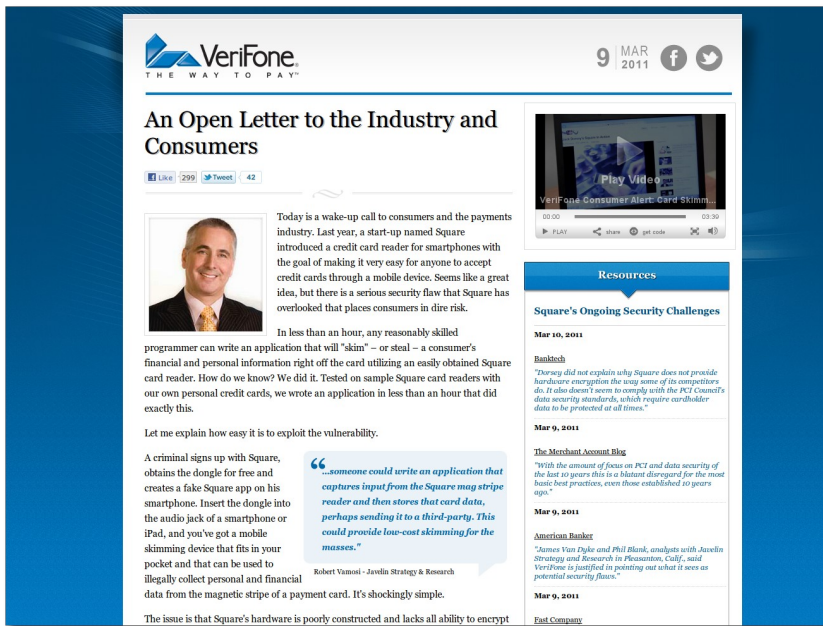 VeriFone®
THE WAY TO PAY™
9 MAR
2011
An Open Letter to the Industry and
Consumers
Like 299 Tweet 42
Today is a wake-up call to consumers and the payments
industry. Last year, a start-up named Square
introduced a credit card reader for smartphones with
the goal of making it very easy for anyone to accept
credit cards through a mobile device. Seems like a great
idea, but there is a serious security flaw that Square has
overlooked that places consumers in dire risk.
In less than an hour, any reasonably skilled
programmer can write an application that will "skim" – or steal – a consumer's
financial and personal information right off the card utilizing an easily obtained Square
card reader. How do we know? We did it. Tested on sample Square card readers with
our own personal credit cards, we wrote an application in less than an hour that did
exactly this.
Let me explain how easy it is to exploit the vulnerability.
A criminal signs up with Square,
obtains the dongle for free and
creates a fake Square app on his
smartphone. Insert the dongle into
the audio jack of a smartphone or
iPad, and you've got a mobile
skimming device that fits in your
pocket and that can be used to
illegally collect personal and financial
data from the magnetic stripe of a payment card. It's shockingly simple.
“...someone could write an application that
captures input from the Square mag stripe
reader and then stores that card data,
perhaps sending it to a third-party. This
could provide low-cost skimming for the
masses."
Robert Vamosi - Javelin Strategy & Research
The issue is that Square's hardware is poorly constructed and lacks all ability to encrypt
Play Video
VeriFone Consumer Alert: Card Skimm...
00:00 03:39
PLAY share get code
Resources
Square's Ongoing Security Challenges
Mar 10, 2011
Banktech
"Dorsey did not explain why Square does not provide
hardware encryption the way some of its competitors
do. It also doesn't seem to comply with the PCI Council's
data security standards, which require cardholder
data to be protected at all times."
Mar 9, 2011
The Merchant Account Blog
"With the amount of focus on PCI and data security of
the last 10 years this is a blatant disregard for the most
basic best practices, even those established 10 years
ago."
Mar 9, 2011
American Banker
"James Van Dyke and Phil Blank, analysts with Javelin
Strategy and Research in Pleasanton, Calif., said
VeriFone is justified in pointing out what it sees as
potential security flaws."
Mar 9, 2011
Fast Company